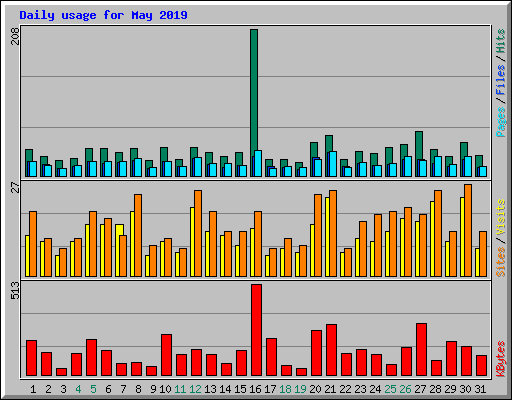 Daily usage for May 2019
208
Pages / Files / Hits
27
Sites / Visits
513
KBytes
1 2 3 4 5 6 7 8 9 10 11 12 13 14 15 16 17 18 19 20 21 22 23 24 25 26 27 28 29 30 31